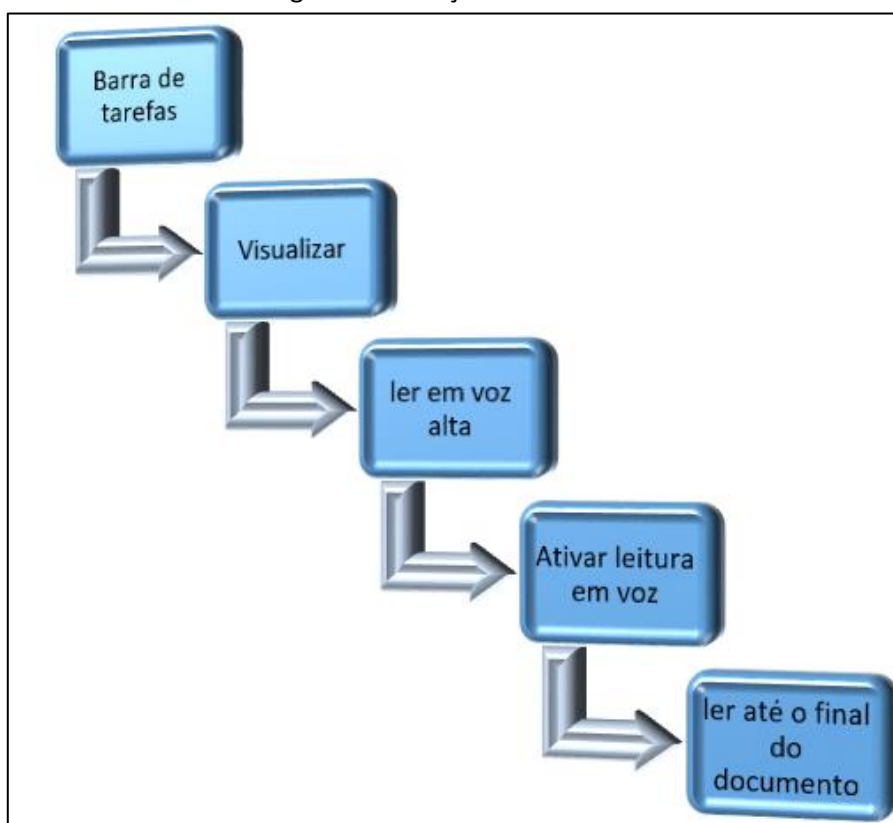 Barra de
tarefas
Visualizar
ler em voz
alta
Ativar leitura
em voz
ler até o final
do
documento